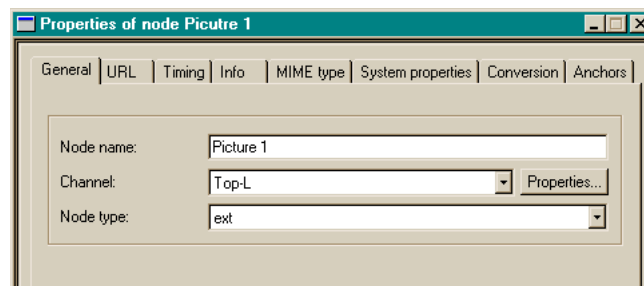 Properties of node Picutre 1
General URL Timing Info MIME type System properties Conversion Anchors
Node name: Picture 1
Channel: Top-L Properties...
Node type: ext